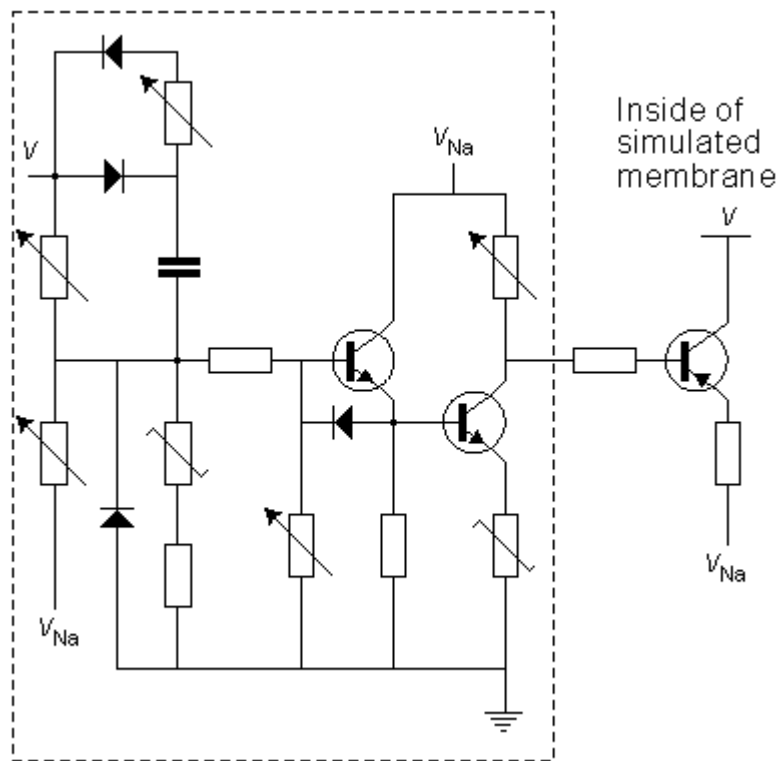 V
V_Na
Inside of
simulated
membrane
V
V_Na
V_Na